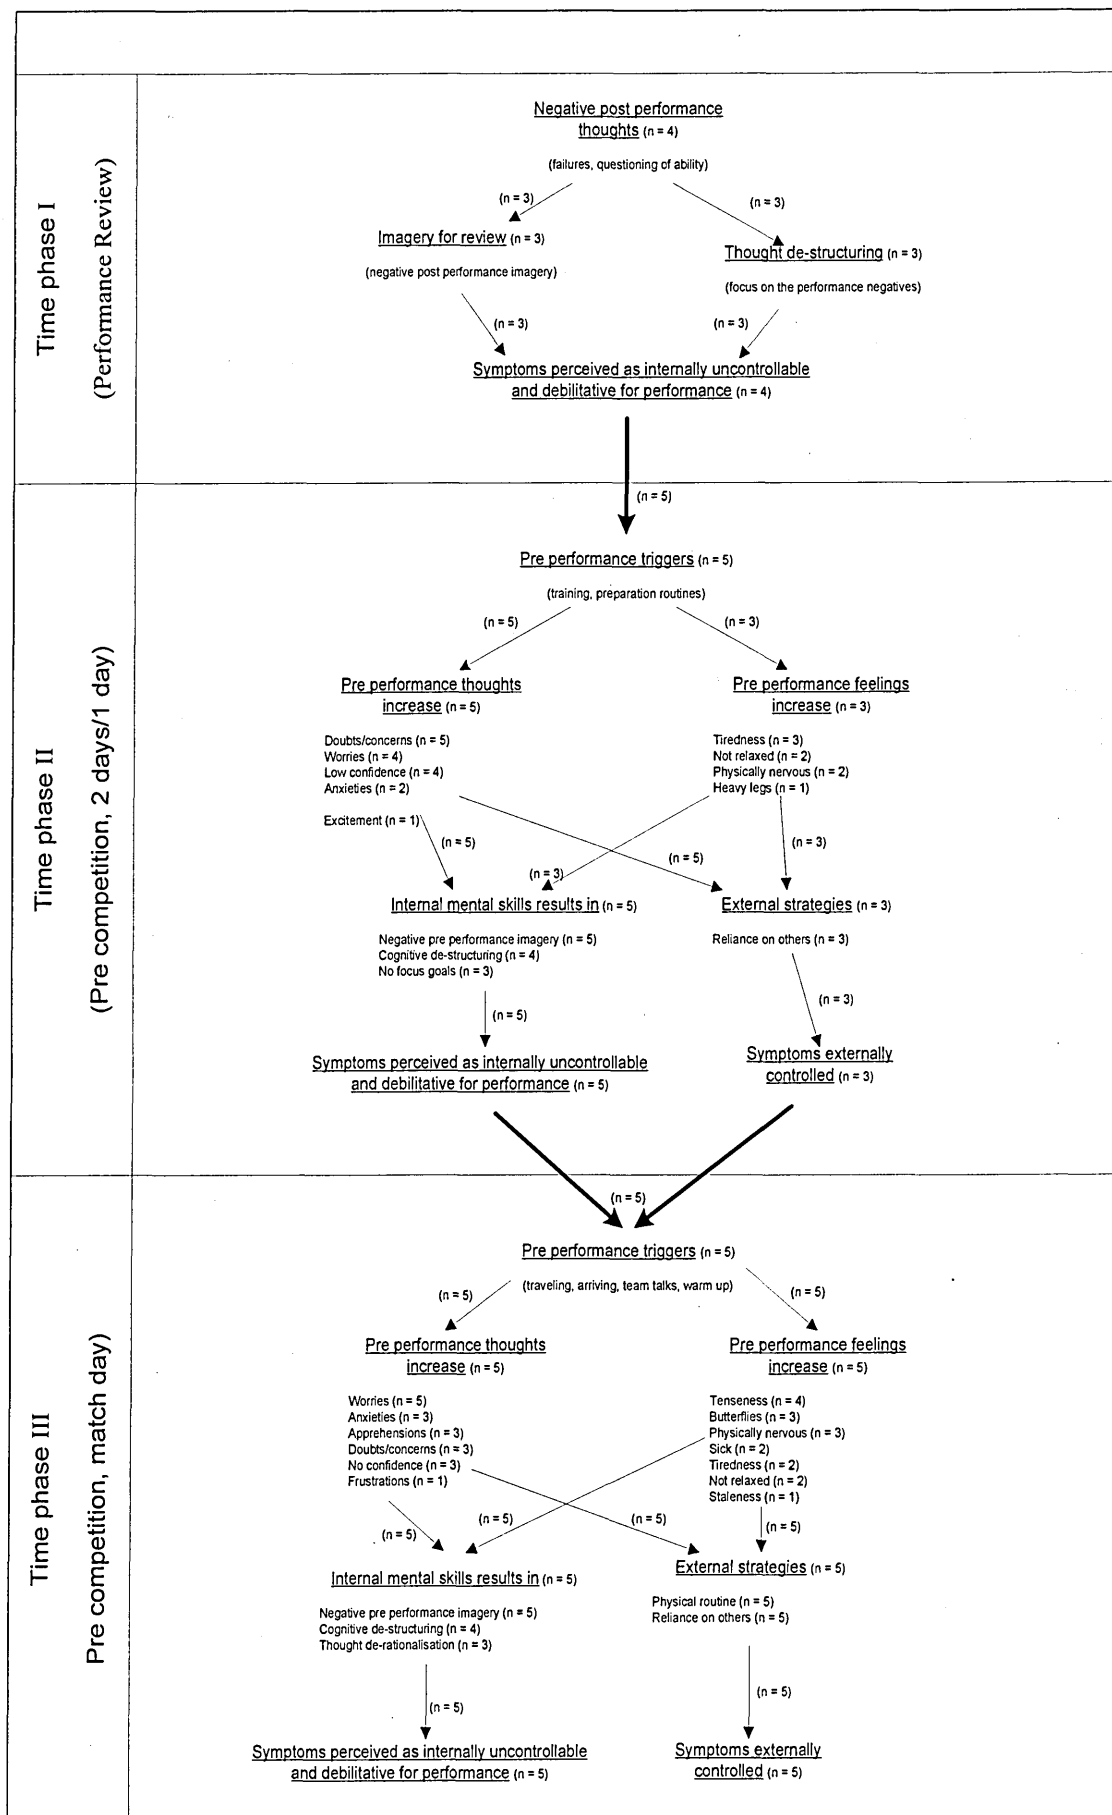 Time phase I
(Performance Review)
Negative post performance
thoughts (n = 4)
(failures, questioning of ability)
(n = 3)
(n = 3)
Imagery for review (n = 3)
Thought de-structuring (n = 3)
(negative post performance imagery)
(focus on the performance negatives)
(n = 3)
(n = 3)
Symptoms perceived as internally uncontrollable
and debilitative for performance (n = 4)
Time phase II
(Pre competition, 2 days/1 day)
(n = 5)
Pre performance triggers (n = 5)
(training, preparation routines)
(n = 5)
(n = 3)
Pre performance thoughts
increase (n = 5)
Pre performance feelings
increase (n = 3)
Doubts/concerns (n = 5)
Worries (n = 4)
Low confidence (n = 4)
Anxieties (n = 2)
Excitement (n = 1)
Tiredness (n = 3)
Not relaxed (n = 2)
Physically nervous (n = 2)
Heavy legs (n = 1)
(n = 5)
(n = 3)
(n = 5)
(n = 3)
Internal mental skills results in (n = 5)
External strategies (n = 3)
Negative pre performance imagery (n = 5)
Cognitive de-structuring (n = 4)
No focus goals (n = 3)
Reliance on others (n = 3)
(n = 5)
(n = 3)
Symptoms perceived as internally uncontrollable
and debilitative for performance (n = 5)
Symptoms externally
controlled (n = 3)
Time phase III
Pre competition, match day)
(n = 5)
Pre performance triggers (n = 5)
(traveling, arriving, team talks, warm up)
(n = 5)
(n = 5)
Pre performance thoughts
increase (n = 5)
Pre performance feelings
increase (n = 5)
Worries (n = 5)
Anxieties (n = 3)
Apprehensions (n = 3)
Doubts/concerns (n = 3)
No confidence (n = 3)
Frustrations (n = 1)
Tenseness (n = 4)
Butterflies (n = 3)
Physically nervous (n = 3)
Sick (n = 2)
Tiredness (n = 2)
Not relaxed (n = 2)
Staleness (n = 1)
(n = 5)
(n = 5)
(n = 5)
(n = 5)
Internal mental skills results in (n = 5)
External strategies (n = 5)
Negative pre performance imagery (n = 5)
Cognitive de-structuring (n = 4)
Thought de-rationalisation (n = 3)
Physical routine (n = 5)
Reliance on others (n = 5)
(n = 5)
(n = 5)
Symptoms perceived as internally uncontrollable
and debilitative for performance (n = 5)
Symptoms externally
controlled (n = 5)